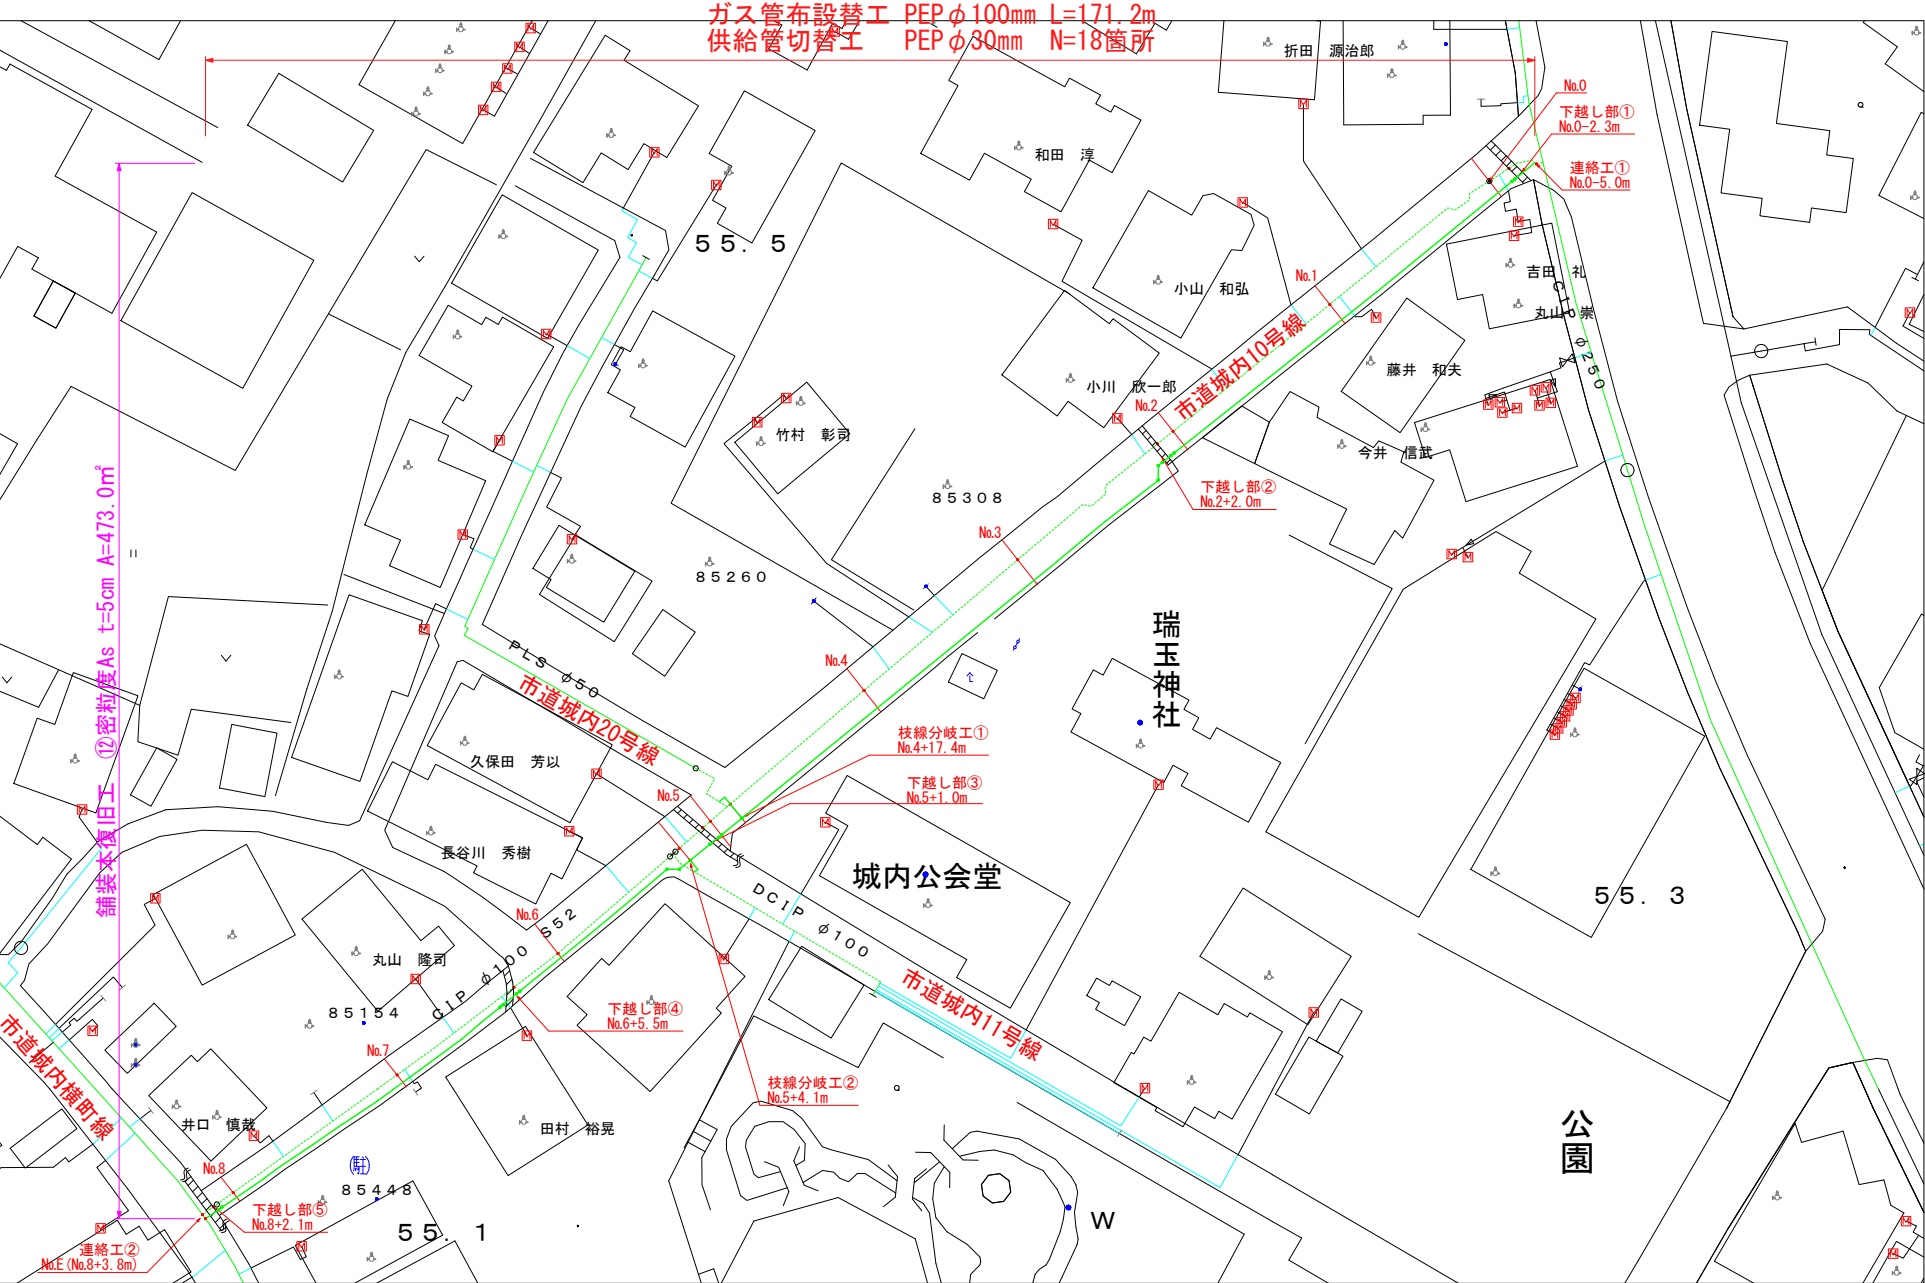 ガス管布設替工 PEPφ100mm L=171.2m
供給管切替工 PEPφ30mm N=18箇所
折田 源治郎
No.0
下越し部①
No.0-2.3m
連絡工①
No.0-5.0m
和田 淳
55.5
小山 和弘
No.1
吉田 礼
丸山 崇
CIP φ250
市道城内10号線
藤井 和夫
小川 欣一郎
No.2
竹村 彰司
今井 信武
下越し部②
No.2+2.0m
85308
No.3
85260
舗装本復旧工 ⑫密粒度As t=5cm A=473.0㎡
瑞玉神社
PLS φ50
市道城内20号線
No.4
枝線分岐工①
No.4+17.4m
下越し部③
No.5+1.0m
久保田 芳以
No.5
長谷川 秀樹
城内公会堂
DCIP φ100
55.3
No.6
CIP φ100 S52
丸山 隆司
市道城内11号線
下越し部④
No.6+5.5m
85154
No.7
市道城内横町線
枝線分岐工②
No.5+4.1m
井口 慎哉
田村 裕晃
公園
(駐)
No.8
85448
下越し部⑤
No.8+2.1m
55.1
W
連絡工②
No.E(No.8+3.8m)